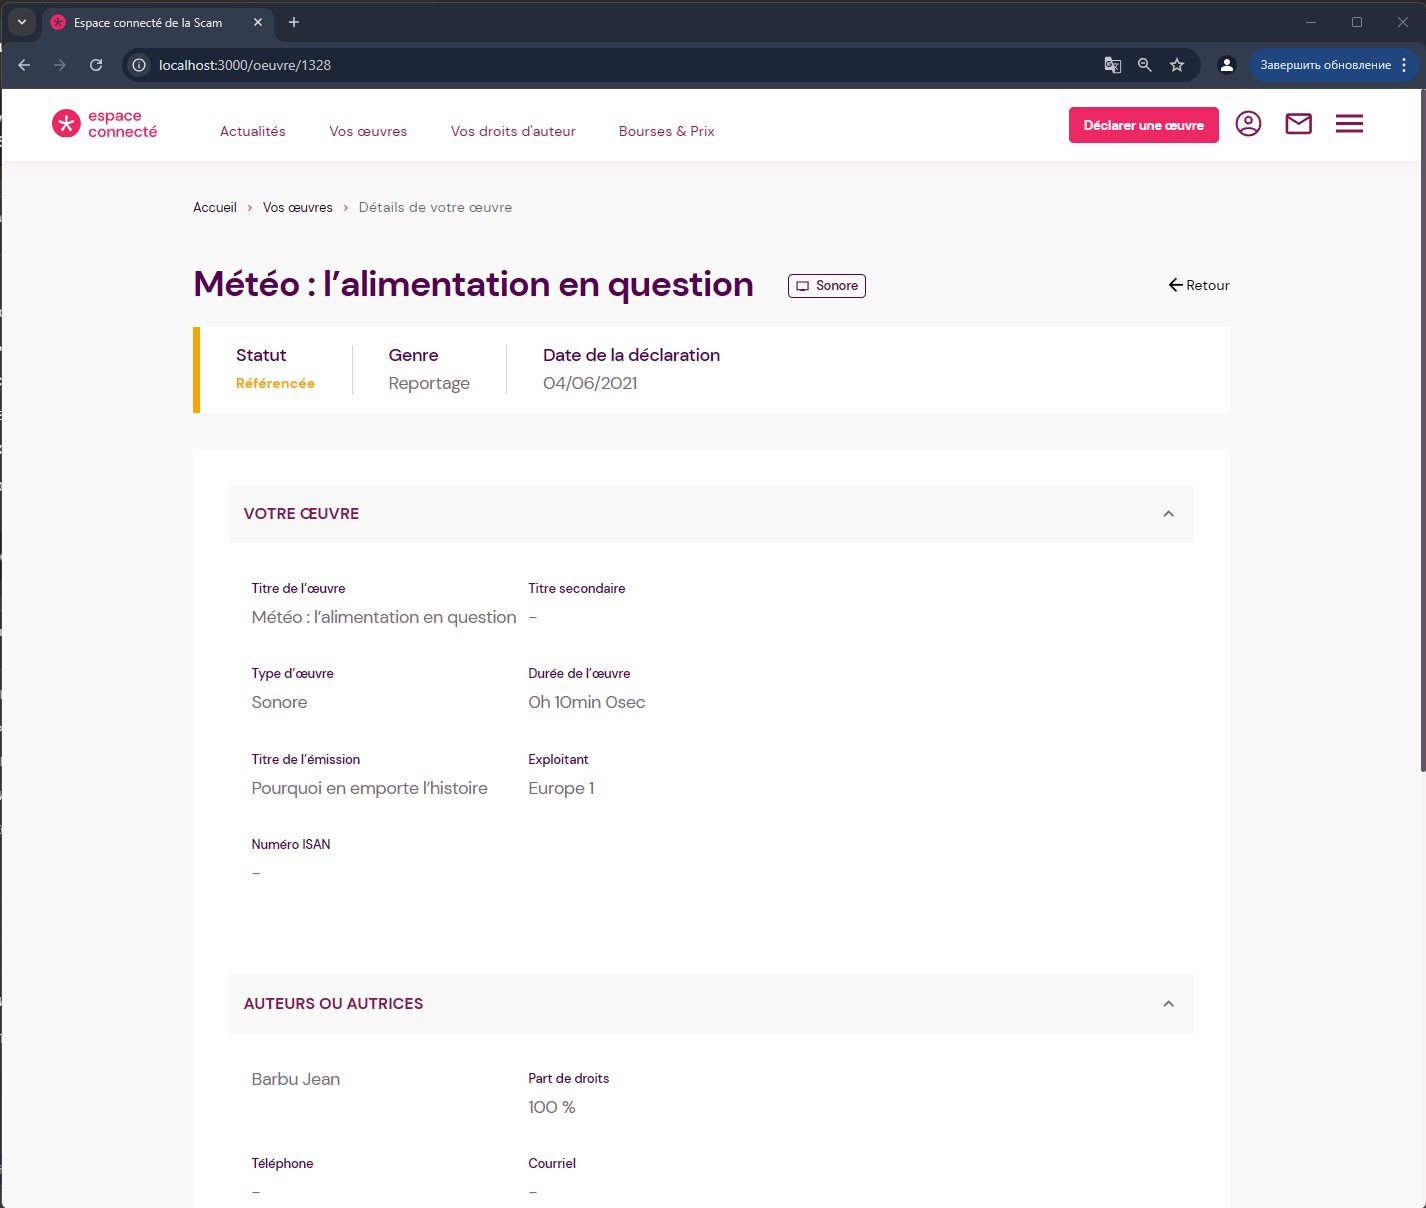 Espace connecté de la Scam
localhost:3000/oeuvre/1328
Завершить обновление
espace
connecté
Actualités
Vos œuvres
Vos droits d'auteur
Bourses & Prix
Déclarer une œuvre
Accueil > Vos œuvres > Détails de votre œuvre
Météo : l'alimentation en question
Sonore
Retour
Statut
Référencée
Genre
Reportage
Date de la déclaration
04/06/2021
VOTRE ŒUVRE
Titre de l'œuvre
Météo : l'alimentation en question
Titre secondaire
-
Type d'œuvre
Sonore
Durée de l'œuvre
0h 10min 0sec
Titre de l'émission
Pourquoi en emporte l'histoire
Exploitant
Europe 1
Numéro ISAN
-
AUTEURS OU AUTRICES
Barbu Jean
Part de droits
100 %
Téléphone
-
Courriel
-